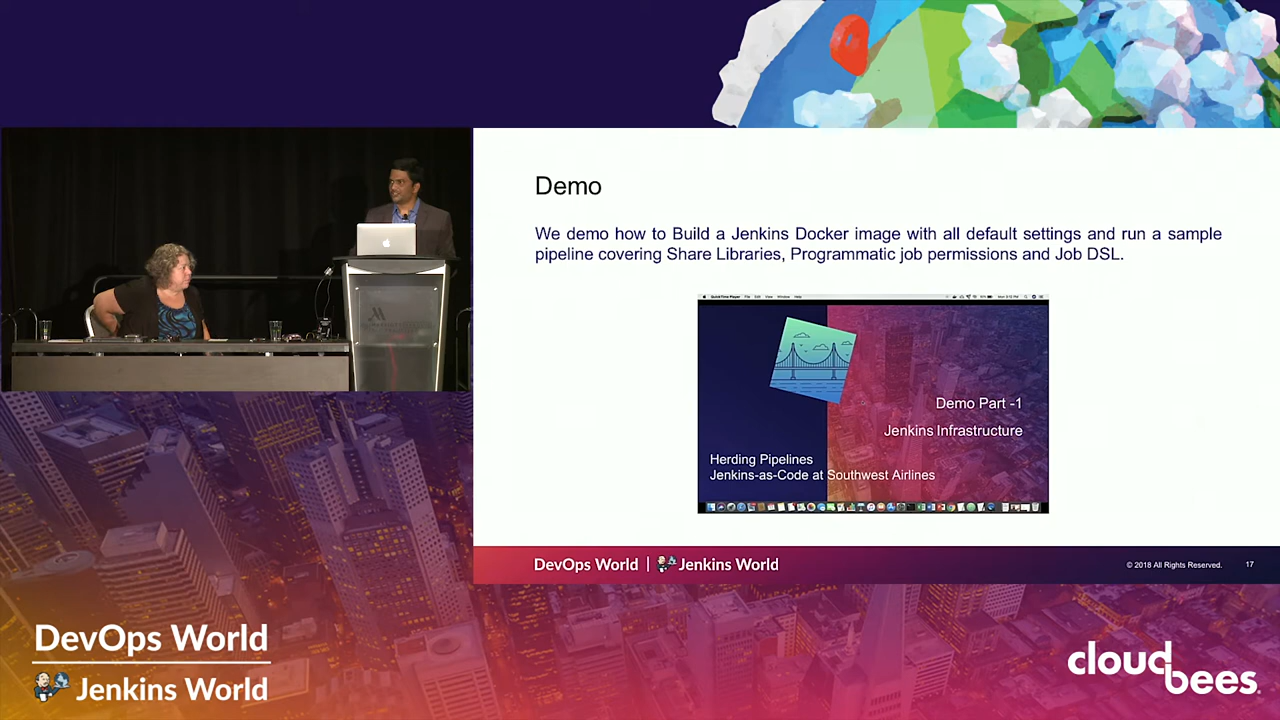 Demo
We demo how to Build a Jenkins Docker image with all default settings and run a sample
pipeline covering Share Libraries, Programmatic job permissions and Job DSL.
Demo Part -1
Jenkins Infrastructure
Herding Pipelines
Jenkins-as-Code at Southwest Airlines
DevOps World | Jenkins World
© 2018 All Rights Reserved.
17
DevOps World
Jenkins World
cloudbees